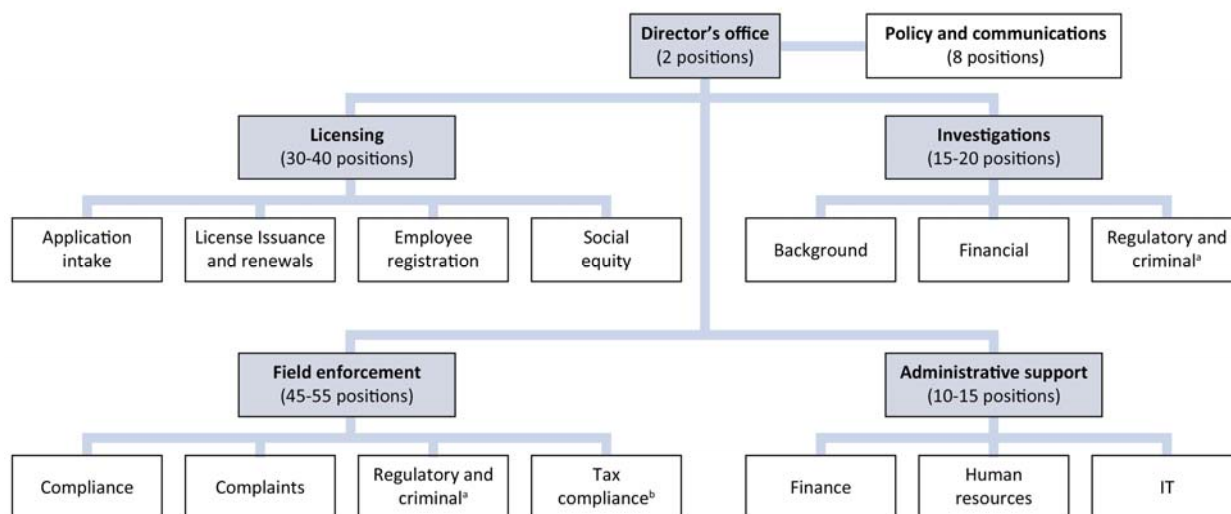 Director’s office
(2 positions)
Policy and communications
(8 positions)
Licensing
(30-40 positions)
Investigations
(15-20 positions)
Application
intake
License Issuance
and renewals
Employee
registration
Social
equity
Background
Financial
Regulatory and
criminalᵃ
Field enforcement
(45-55 positions)
Administrative support
(10-15 positions)
Compliance
Complaints
Regulatory and
criminalᵃ
Tax
complianceᵇ
Finance
Human
resources
IT